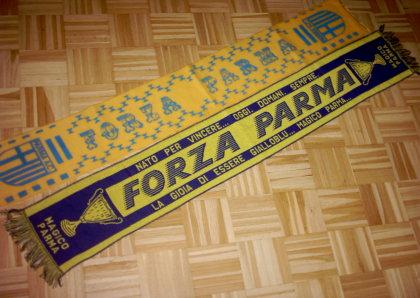 FORZA PARMA
NATO PER VINCERE... OGGI DOMANI, SEMPRE
FORZA PARMA
LA GIOIA DI ESSERE GIALLOBLU... MAGICO PARMA...
MAGICO
PARMA
MAGICO
PARMA